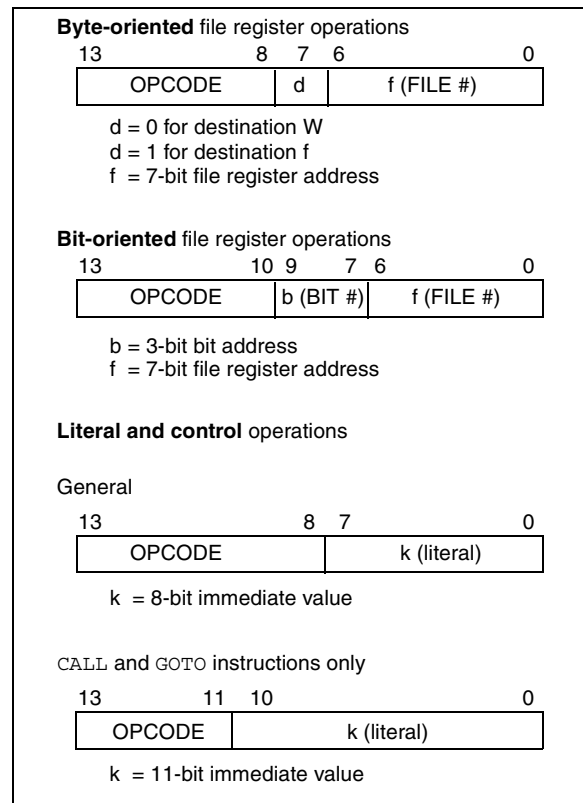 Byte-oriented file register operations
13 8 7 6 0
OPCODE d f (FILE #)
d = 0 for destination W
d = 1 for destination f
f = 7-bit file register address
Bit-oriented file register operations
13 10 9 7 6 0
OPCODE b (BIT #) f (FILE #)
b = 3-bit bit address
f = 7-bit file register address
Literal and control operations
General
13 8 7 0
OPCODE k (literal)
k = 8-bit immediate value
CALL and GOTO instructions only
13 11 10 0
OPCODE k (literal)
k = 11-bit immediate value